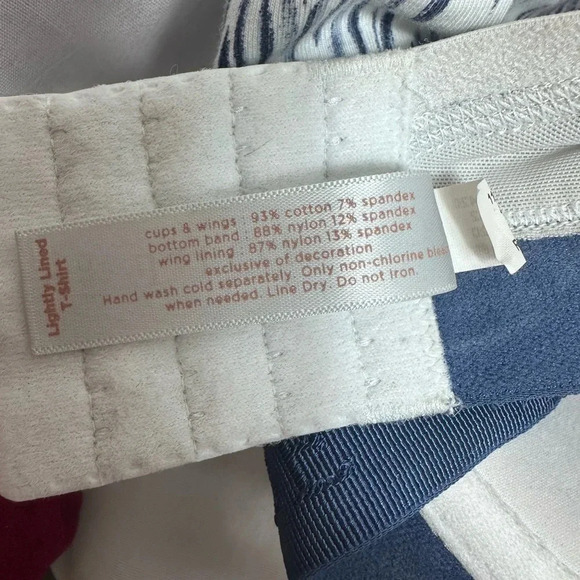 Lightly Lined
T-Shirt
cups & wings : 93% cotton 7% spandex
bottom band : 88% nylon 12% spandex
wing lining : 87% nylon 13% spandex
exclusive of decoration
Hand wash cold separately. Only non-chlorine blea
when needed. Line Dry. Do not Iron.